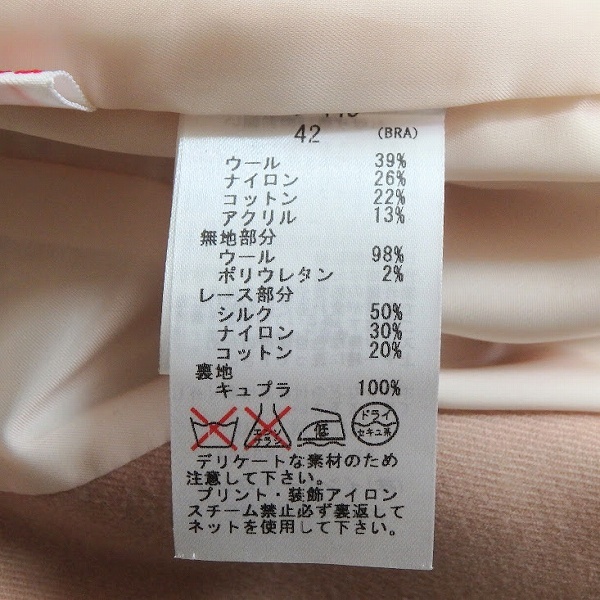 42 (BRA)
ウール 39%
ナイロン 26%
コットン 22%
アクリル 13%
無地部分
ウール 98%
ポリウレタン 2%
レース部分
シルク 50%
ナイロン 30%
コットン 20%
裏地
キュプラ 100%
エンソ サラシ 低 ドライ セキユ系
デリケートな素材のため
注意して下さい。
プリント・装飾アイロン
スチーム禁止必ず裏返して
ネットを使用して下さい。